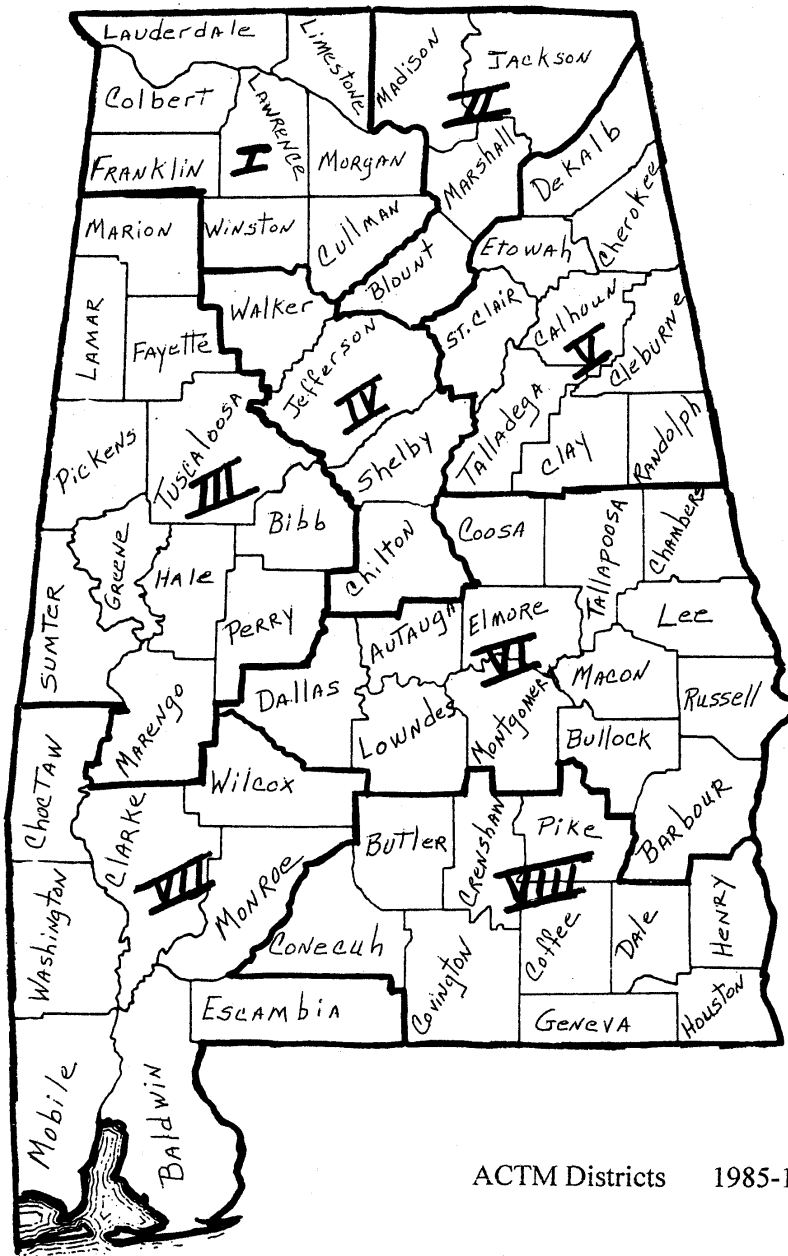 LAUDERDALE
LIMESTONE
MADISON
JACKSON
Colbert
LAWRENCE
II
FRANKLIN
I
MORGAN
MARSHALL
DeKalb
MARION
WINSTON
Cullman
Etowah
Cherokee
Blount
LAMAR
Fayette
Walker
ST. CLAIR
CALHOUN
Cleburne
V
Jefferson
IV
Pickens
TUSCALOOSA
III
Shelby
TALLADEGA
CLAY
RANDOLPH
Bibb
Chilton
COOSA
TALLAPOOSA
Chambers
SUMTER
GREENE
HALE
PERRY
AUTAUGA
ELMORE
Lee
VI
DALLAS
MACON
Russell
MARENGO
LOWNDES
MONTGOMER
Bullock
CHOCTAW
Wilcox
BARBOUR
CLARKE
BUTLER
CRENSHAW
PIKE
VII
MONROE
VIII
Washington
CONECUH
Covington
Coffee
DALE
HENRY
ESCAMBIA
GENEVA
Houston
Mobile
BALDWIN
ACTM Districts 1985-1